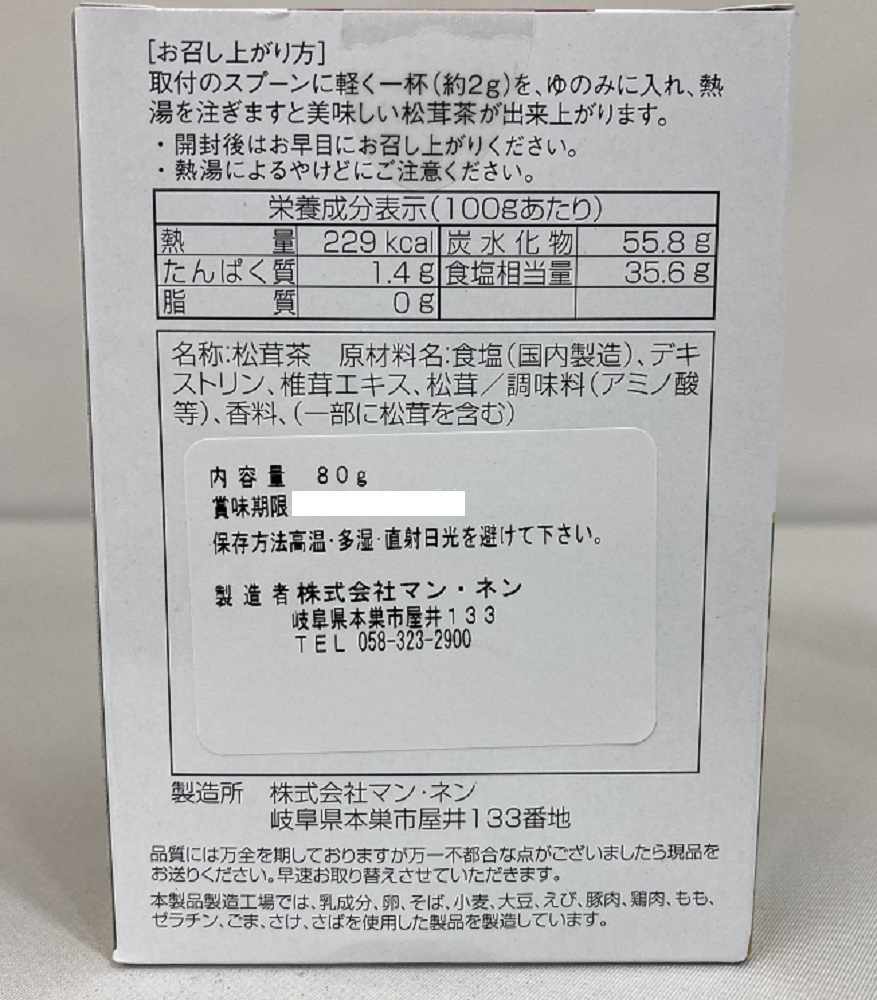 [お召し上がり方]
取付のスプーンに軽く一杯(約2g)を、ゆのみに入れ、熱
湯を注ぎますと美味しい松茸茶が出来上がります。
・開封後はお早目にお召し上がりください。
・熱湯によるやけどにご注意ください。
栄養成分表示(100gあたり)
熱量 229 kcal 炭水化物 55.8 g
たんぱく質 1.4 g 食塩相当量 35.6 g
脂質 0 g
名称:松茸茶 原材料名:食塩(国内製造)、デキ
ストリン、椎茸エキス、松茸/調味料(アミノ酸
等)、香料、(一部に松茸を含む)
内容量 80g
賞味期限
保存方法高温・多湿・直射日光を避けて下さい。
製造者 株式会社マン・ネン
岐阜県本巣市屋井133
TEL 058-323-2900
製造所 株式会社マン・ネン
岐阜県本巣市屋井133番地
品質には万全を期しておりますが万一不都合な点がございましたら現品を
お送りください。早速お取り替えさせていただきます。
本製品製造工場では、乳成分、卵、そば、小麦、大豆、えび、豚肉、鶏肉、もも、
ゼラチン、ごま、さけ、さばを使用した製品を製造しています。